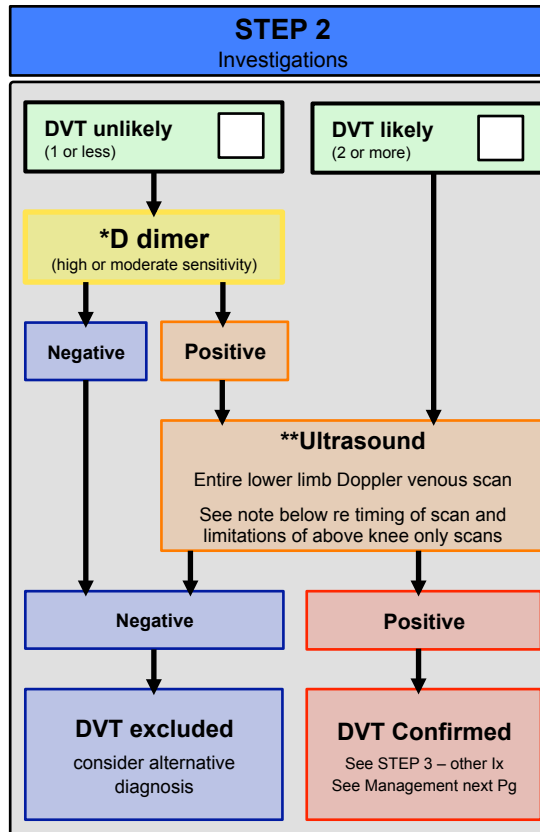 STEP 2
Investigations
DVT unlikely
(1 or less)
DVT likely
(2 or more)
*D dimer
(high or moderate sensitivity)
Negative
Positive
**Ultrasound
Entire lower limb Doppler venous scan
See note below re timing of scan and
limitations of above knee only scans
Negative
Positive
DVT excluded
consider alternative
diagnosis
DVT Confirmed
See STEP 3 – other Ix
See Management next Pg